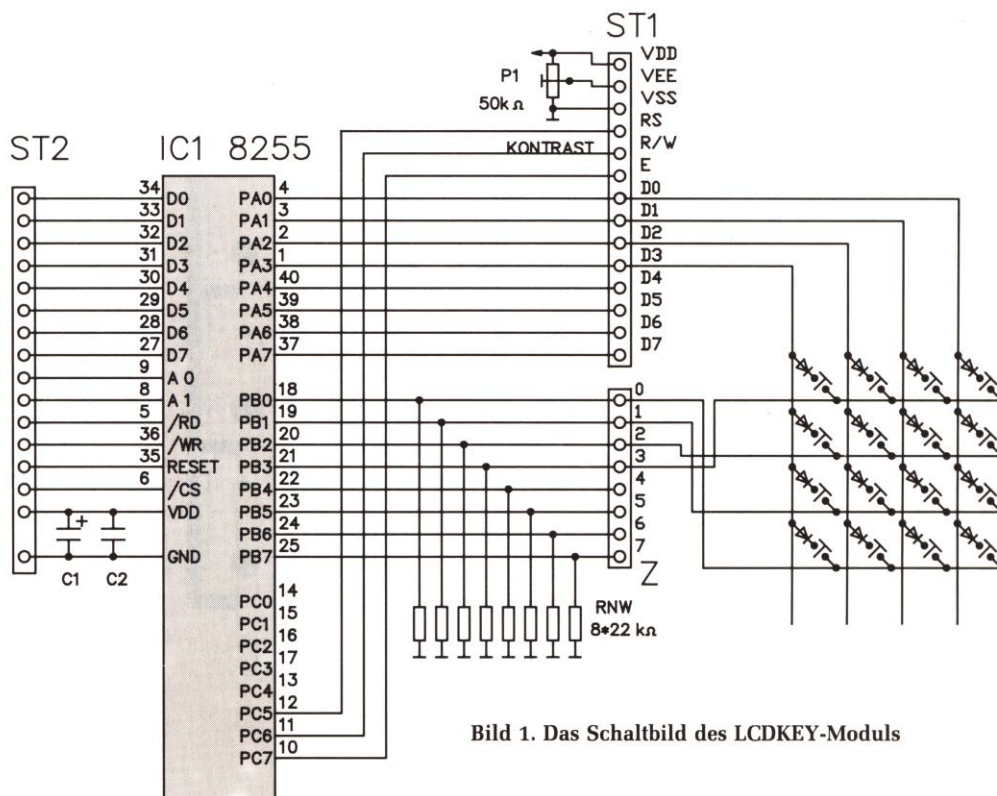 ST1
VDD
VEE
VSS
RS
R/W
E
D0
D1
D2
D3
D4
D5
D6
D7
P1
50kΩ
KONTRAST
ST2
IC1 8255
34 D0 PA0 4
33 D1 PA1 3
32 D2 PA2 2
31 D3 PA3 1
30 D4 PA4 40
29 D5 PA5 39
28 D6 PA6 38
27 D7 PA7 37
9 A0
8 A1 PB0 18
5 /RD PB1 19
36 /WR PB2 20
35 RESET PB3 21
6 /CS PB4 22
VDD PB5 23
PB6 24
GND PB7 25
+
C1 C2
PC0 14
PC1 15
PC2 16
PC3 17
PC4 13
PC5 12
PC6 11
PC7 10
0
1
2
3
4
5
6
7
Z
RNW
8*22 kΩ
Bild 1. Das Schaltbild des LCDKEY-Moduls